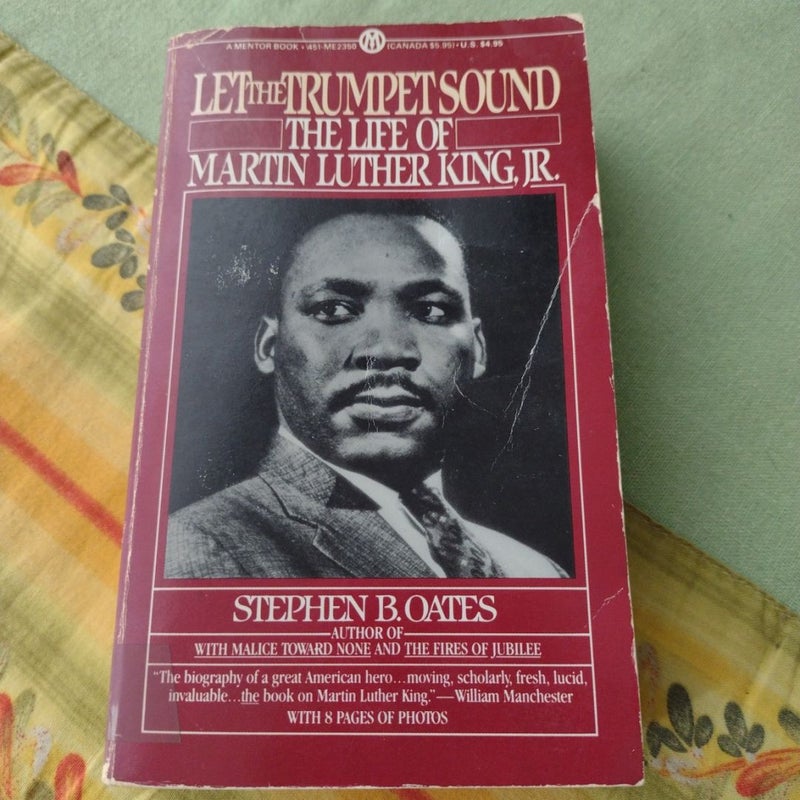 A MENTOR BOOK • 451-ME2350 (CANADA $5.95) • U.S. $4.95
LET THE TRUMPET SOUND
THE LIFE OF
MARTIN LUTHER KING, JR.
STEPHEN B. OATES
AUTHOR OF
WITH MALICE TOWARD NONE AND THE FIRES OF JUBILEE
"The biography of a great American hero...moving, scholarly, fresh, lucid,
invaluable...the book on Martin Luther King."—William Manchester
WITH 8 PAGES OF PHOTOS